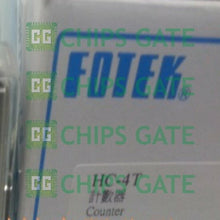 CHIPS GATE
FOTEK®
CHIPS GATE
HC-4T
計數器
Counter
CHIPS GATE